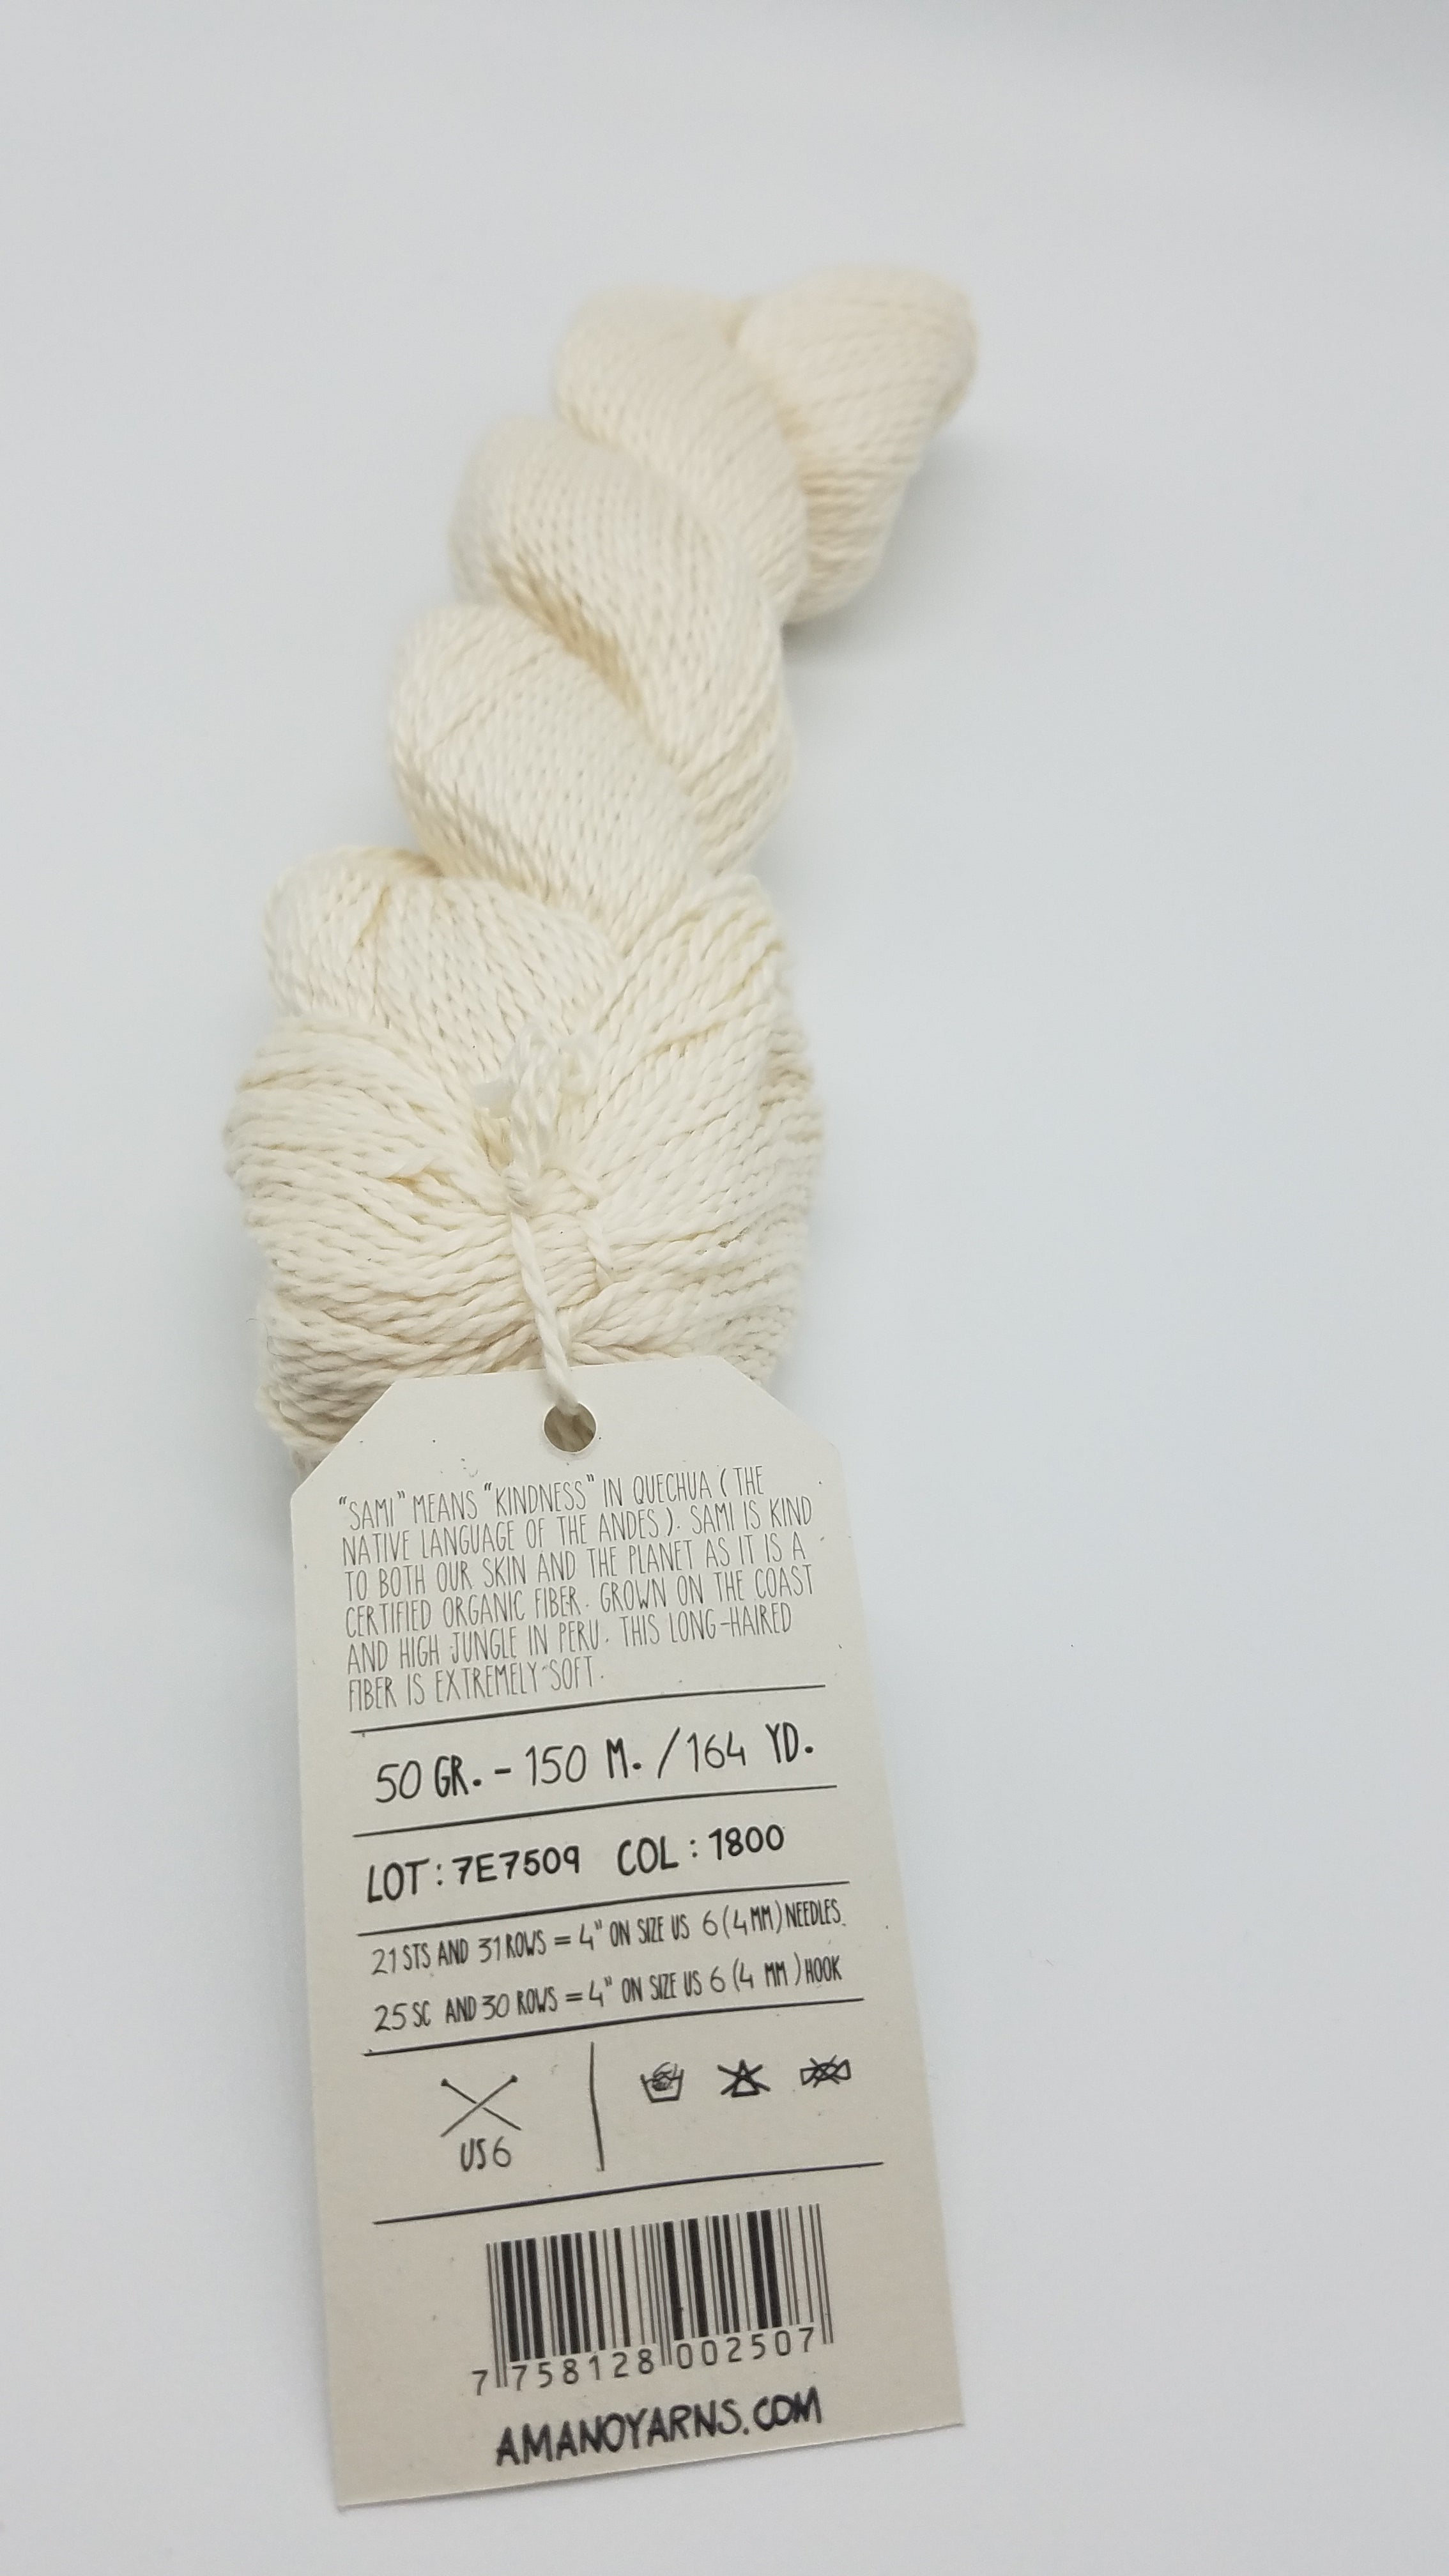 "SAMI" MEANS "KINDNESS" IN QUECHUA (THE
NATIVE LANGUAGE OF THE ANDES). SAMI IS KIND
TO BOTH OUR SKIN AND THE PLANET AS IT IS A
CERTIFIED ORGANIC FIBER. GROWN ON THE COAST
AND HIGH JUNGLE IN PERU. THIS LONG-HAIRED
FIBER IS EXTREMELY SOFT.
50 GR. - 150 M. / 164 YD.
LOT: 7E7509 COL: 1800
21 STS AND 31 ROWS = 4" ON SIZE US 6 (4 MM) NEEDLES.
25 SC AND 30 ROWS = 4" ON SIZE US 6 (4 MM) HOOK
US 6
7 758128 002507
AMANOYARNS.COM